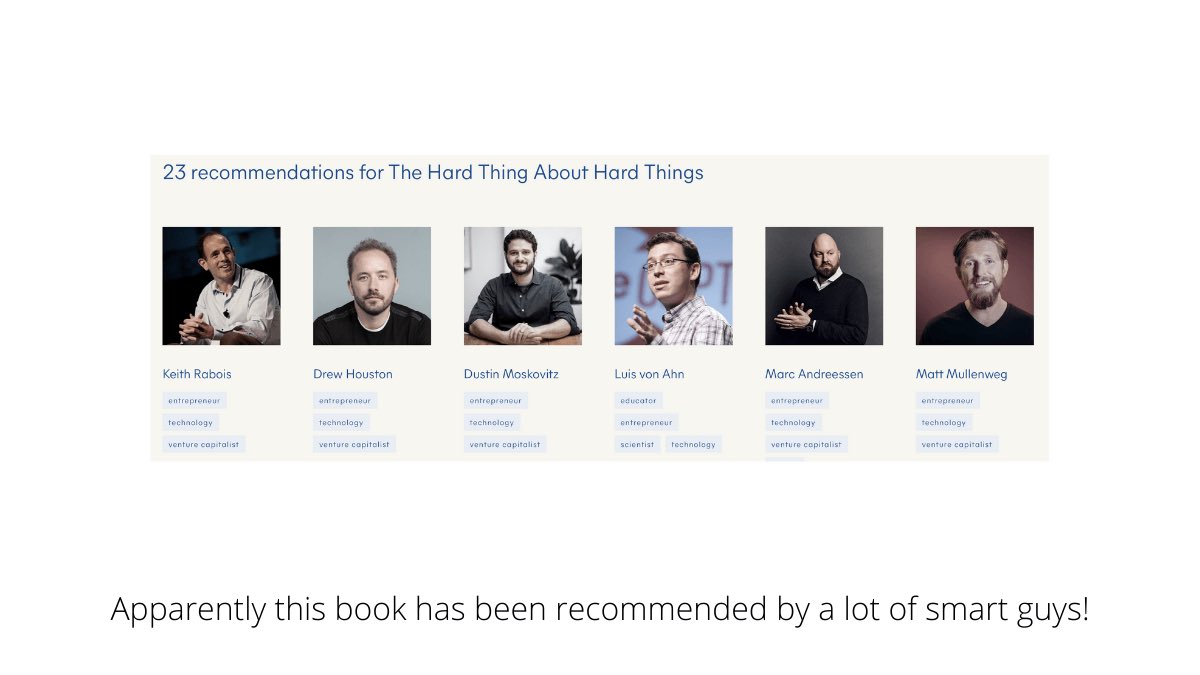 23 recommendations for The Hard Thing About Hard Things
Keith Rabois
entrepreneur
technology
venture capitalist
Drew Houston
entrepreneur
technology
venture capitalist
Dustin Moskovitz
entrepreneur
technology
venture capitalist
Luis von Ahn
educator
entrepreneur
scientist technology
Marc Andreessen
entrepreneur
technology
venture capitalist
Matt Mullenweg
entrepreneur
technology
venture capitalist
Apparently this book has been recommended by a lot of smart guys!